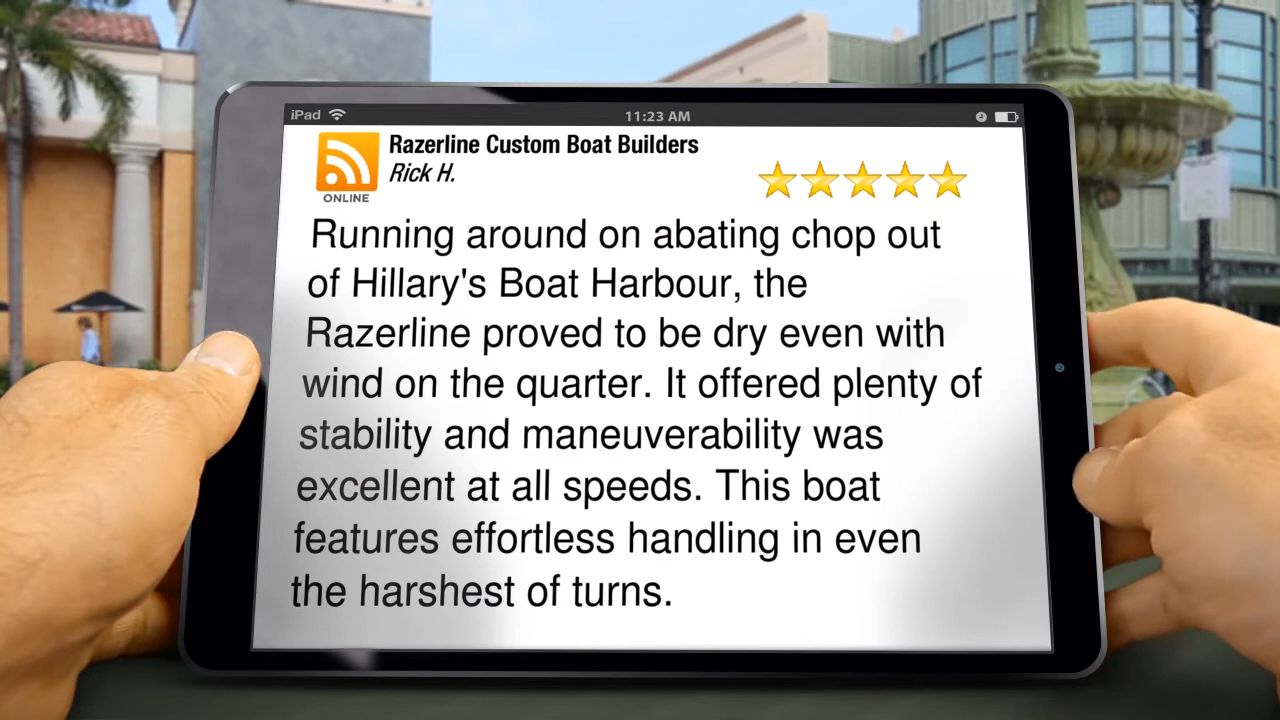 iPad 11:23 AM
Razerline Custom Boat Builders
Rick H.
ONLINE
Running around on abating chop out
of Hillary's Boat Harbour, the
Razerline proved to be dry even with
wind on the quarter. It offered plenty of
stability and maneuverability was
excellent at all speeds. This boat
features effortless handling in even
the harshest of turns.